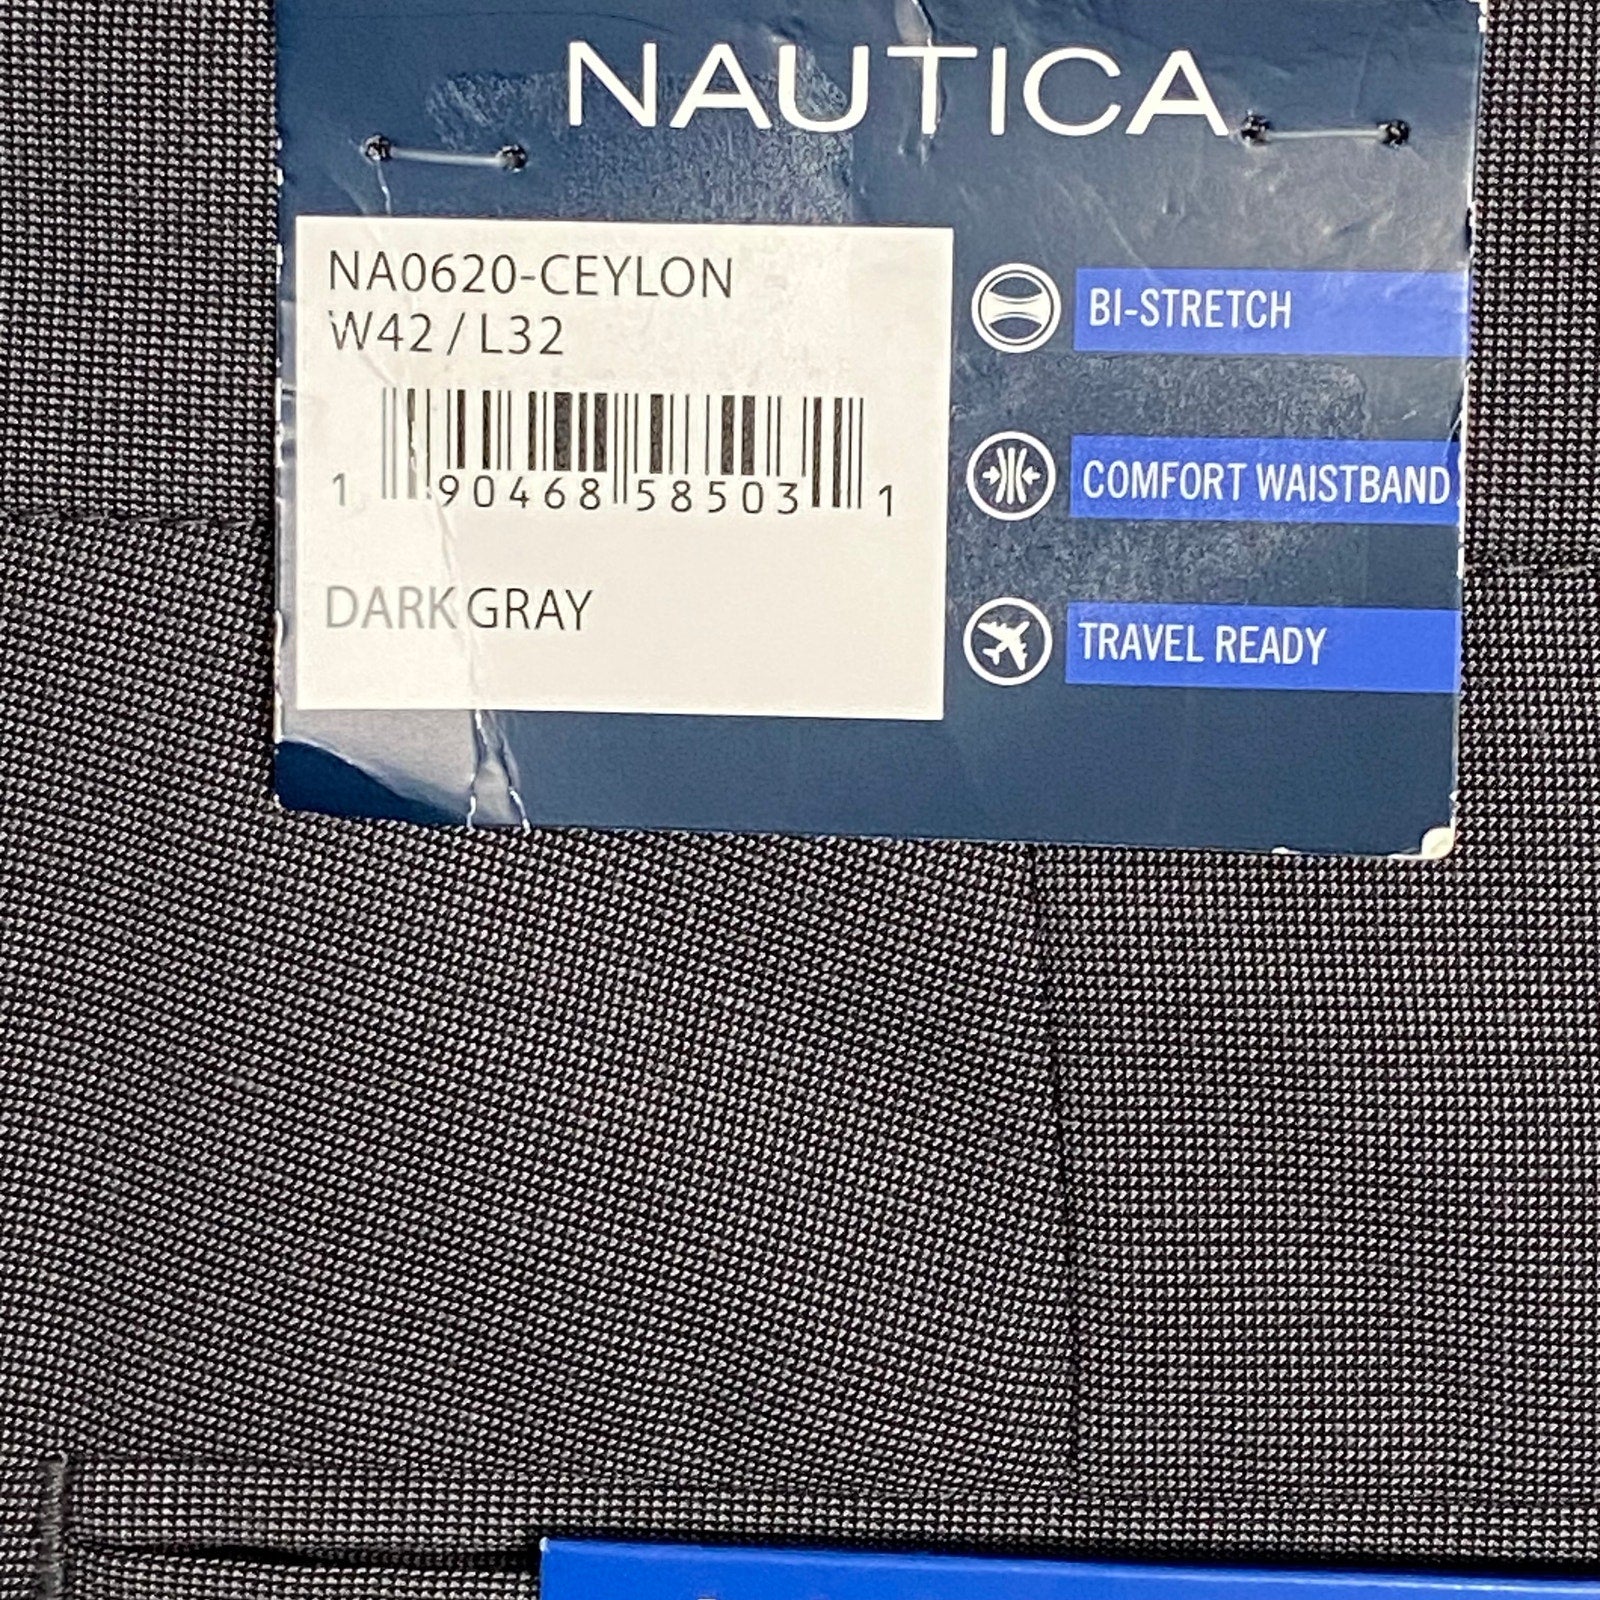 NAUTICA
NA0620-CEYLON
W42 / L32
1 90468 58503 1
DARK GRAY
BI-STRETCH
COMFORT WAISTBAND
TRAVEL READY